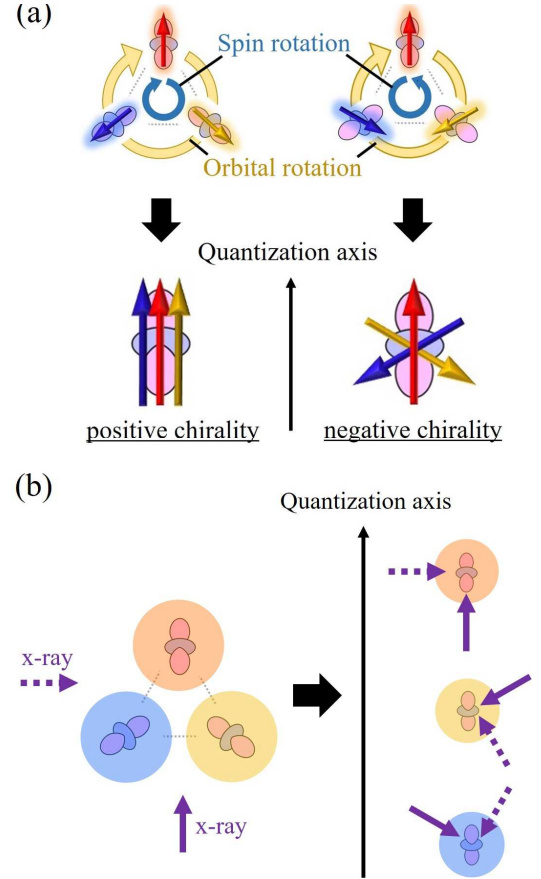 (a)
Spin rotation
Orbital rotation
Quantization axis
positive chirality
negative chirality
(b)
Quantization axis
x-ray
x-ray